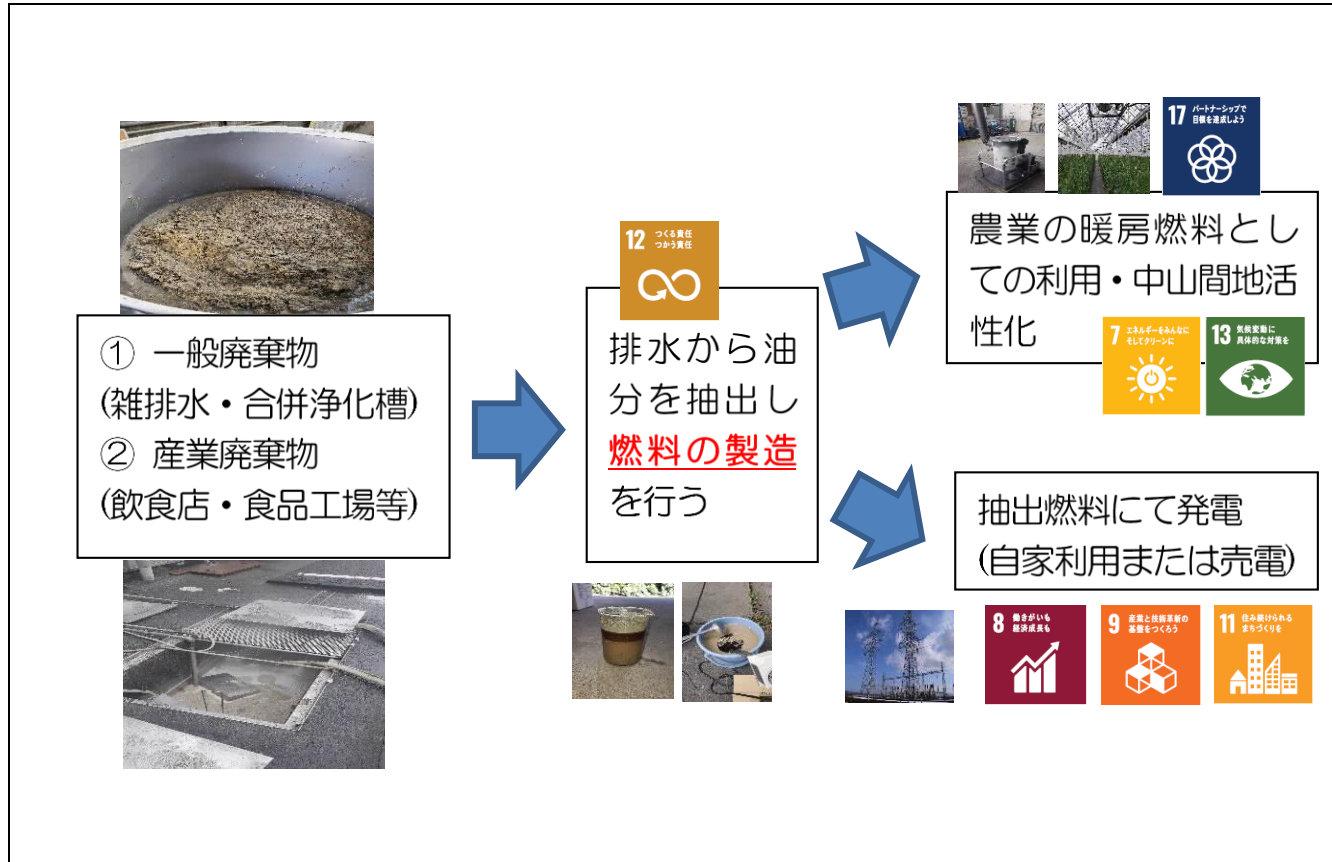 ① 一般廃棄物
(雑排水・合併浄化槽)
② 産業廃棄物
(飲食店・食品工場等)
12 つくる責任
つかう責任
排水から油
分を抽出し
燃料の製造
を行う
17 パートナーシップで
目標を達成しよう
農業の暖房燃料とし
ての利用・中山間地活
性化
7 エネルギーをみんなに
そしてクリーンに
13 気候変動に
具体的な対策を
抽出燃料にて発電
(自家利用または売電)
8 働きがいも
経済成長も
9 産業と技術革新の
基盤をつくろう
11 住み続けられる
まちづくりを